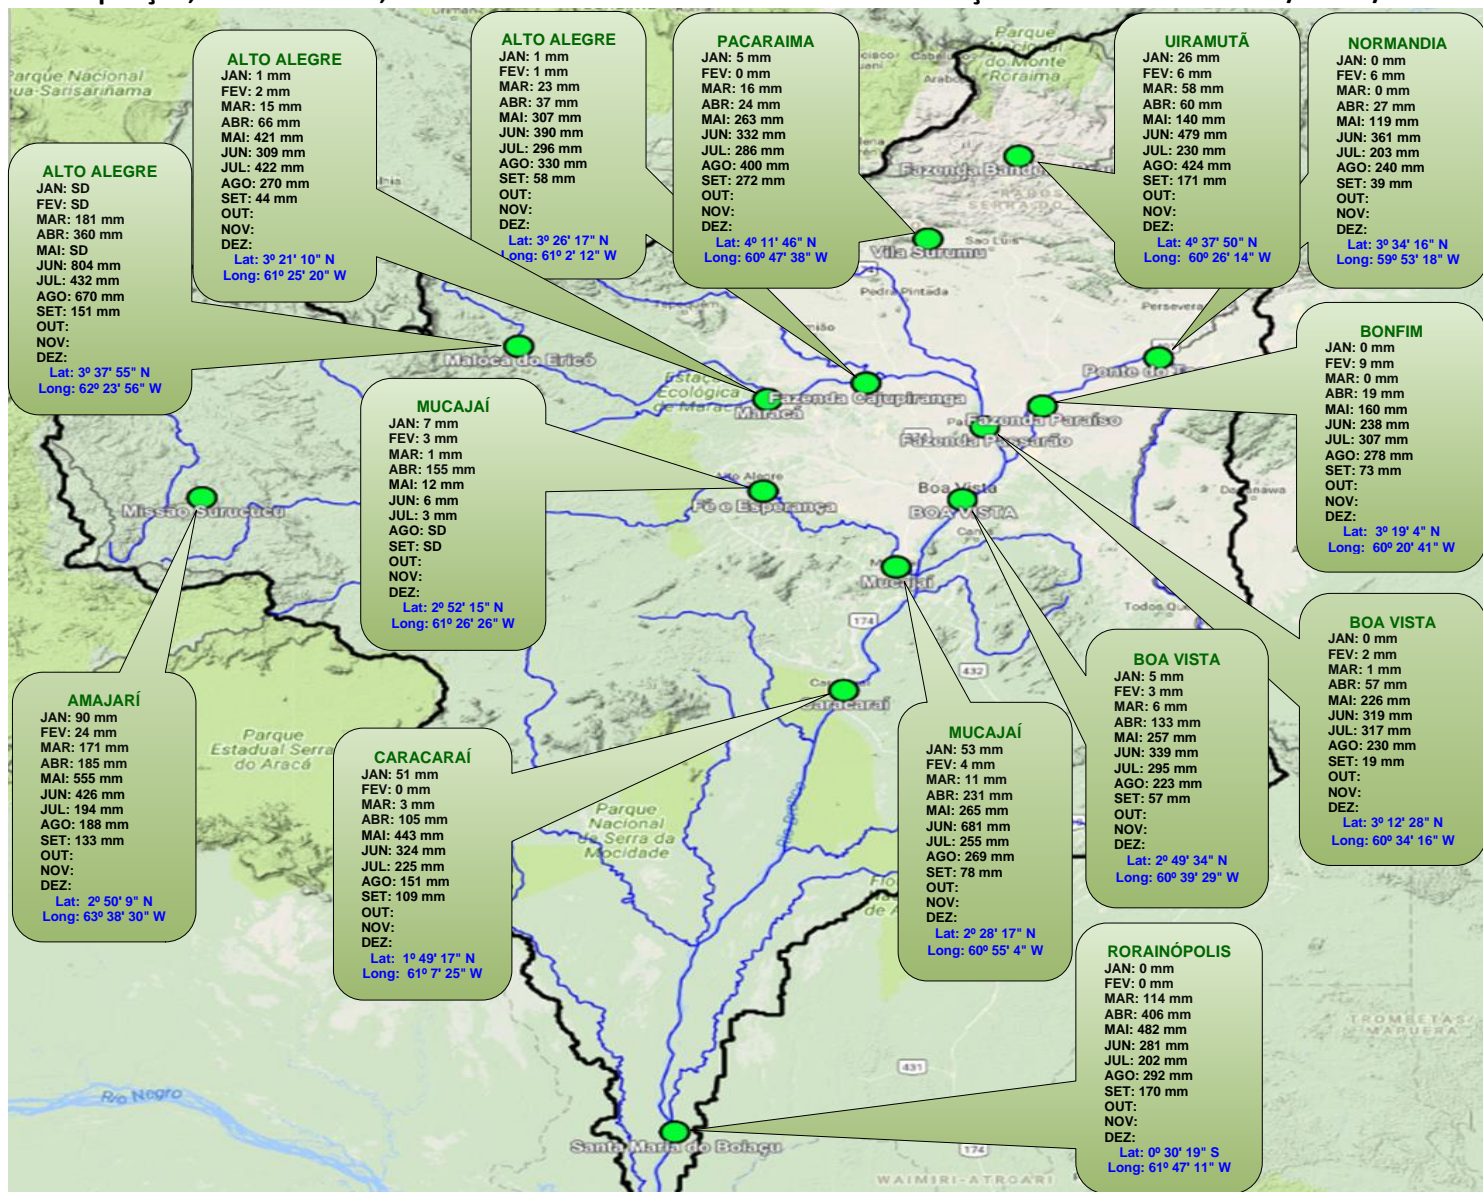 ALTO ALEGRE
JAN: SD
FEV: SD
MAR: 181 mm
ABR: 360 mm
MAI: SD
JUN: 804 mm
JUL: 432 mm
AGO: 670 mm
SET: 151 mm
OUT:
NOV:
DEZ:
Lat: 3º 37' 55" N
Long: 62º 23' 56" W
ALTO ALEGRE
JAN: 1 mm
FEV: 2 mm
MAR: 15 mm
ABR: 66 mm
MAI: 421 mm
JUN: 309 mm
JUL: 422 mm
AGO: 270 mm
SET: 44 mm
OUT:
NOV:
DEZ:
Lat: 3º 21' 10" N
Long: 61º 25' 20" W
ALTO ALEGRE
JAN: 1 mm
FEV: 1 mm
MAR: 23 mm
ABR: 37 mm
MAI: 307 mm
JUN: 390 mm
JUL: 296 mm
AGO: 330 mm
SET: 58 mm
OUT:
NOV:
DEZ:
Lat: 3º 26' 17" N
Long: 61º 2' 12" W
PACARAIMA
JAN: 5 mm
FEV: 0 mm
MAR: 16 mm
ABR: 24 mm
MAI: 263 mm
JUN: 332 mm
JUL: 286 mm
AGO: 400 mm
SET: 272 mm
OUT:
NOV:
DEZ:
Lat: 4º 11' 46" N
Long: 60º 47' 38" W
UIRAMUTÃ
JAN: 26 mm
FEV: 6 mm
MAR: 58 mm
ABR: 60 mm
MAI: 140 mm
JUN: 479 mm
JUL: 230 mm
AGO: 424 mm
SET: 171 mm
OUT:
NOV:
DEZ:
Lat: 4º 37' 50" N
Long: 60º 26' 14" W
NORMANDIA
JAN: 0 mm
FEV: 6 mm
MAR: 0 mm
ABR: 27 mm
MAI: 119 mm
JUN: 361 mm
JUL: 203 mm
AGO: 240 mm
SET: 39 mm
OUT:
NOV:
DEZ:
Lat: 3º 34' 16" N
Long: 59º 53' 18" W
BONFIM
JAN: 0 mm
FEV: 9 mm
MAR: 0 mm
ABR: 19 mm
MAI: 160 mm
JUN: 238 mm
JUL: 307 mm
AGO: 278 mm
SET: 73 mm
OUT:
NOV:
DEZ:
Lat: 3º 19' 4" N
Long: 60º 20' 41" W
MUCAJAÍ
JAN: 7 mm
FEV: 3 mm
MAR: 1 mm
ABR: 155 mm
MAI: 12 mm
JUN: 6 mm
JUL: 3 mm
AGO: SD
SET: SD
OUT:
NOV:
DEZ:
Lat: 2º 52' 15" N
Long: 61º 26' 26" W
BOA VISTA
JAN: 0 mm
FEV: 2 mm
MAR: 1 mm
ABR: 57 mm
MAI: 226 mm
JUN: 319 mm
JUL: 317 mm
AGO: 230 mm
SET: 19 mm
OUT:
NOV:
DEZ:
Lat: 3º 12' 28" N
Long: 60º 34' 16" W
BOA VISTA
JAN: 5 mm
FEV: 3 mm
MAR: 6 mm
ABR: 133 mm
MAI: 257 mm
JUN: 339 mm
JUL: 295 mm
AGO: 223 mm
SET: 57 mm
OUT:
NOV:
DEZ:
Lat: 2º 49' 34" N
Long: 60º 39' 29" W
AMAJARÍ
JAN: 90 mm
FEV: 24 mm
MAR: 171 mm
ABR: 185 mm
MAI: 555 mm
JUN: 426 mm
JUL: 194 mm
AGO: 188 mm
SET: 133 mm
OUT:
NOV:
DEZ:
Lat: 2º 50' 9" N
Long: 63º 38' 30" W
CARACARAÍ
JAN: 51 mm
FEV: 0 mm
MAR: 3 mm
ABR: 105 mm
MAI: 443 mm
JUN: 324 mm
JUL: 225 mm
AGO: 151 mm
SET: 109 mm
OUT:
NOV:
DEZ:
Lat: 1º 49' 17" N
Long: 61º 7' 25" W
MUCAJAÍ
JAN: 53 mm
FEV: 4 mm
MAR: 11 mm
ABR: 231 mm
MAI: 265 mm
JUN: 681 mm
JUL: 255 mm
AGO: 269 mm
SET: 78 mm
OUT:
NOV:
DEZ:
Lat: 2º 28' 17" N
Long: 60º 55' 4" W
RORAINÓPOLIS
JAN: 0 mm
FEV: 0 mm
MAR: 114 mm
ABR: 406 mm
MAI: 482 mm
JUN: 281 mm
JUL: 202 mm
AGO: 292 mm
SET: 170 mm
OUT:
NOV:
DEZ:
Lat: 0º 30' 19" S
Long: 61º 47' 11" W
Parque
do Monte
Roraima
Fazenda
Vila Surumu
Sao Luis
Pedra Pintada
Maloca do Ericó
Ecológica
Maracá
Fazenda Cajupiranga
Ponte do
Fazenda Paraíso
Fazenda Passarão
Alto Alegre
Fé e Esperança
Boa Vista
BOA VISTA
Missão Surucucu
Mucajaí
174
432
Caracaraí
Parque
Estadual Serra
do Aracá
Parque
Nacional
da Serra da
Mocidade
Rio Branco
Rio Negro
431
174
Santa Maria do Boiaçu
TROMBETAS/
MAPUERA
WAIMIRI-ATROARI